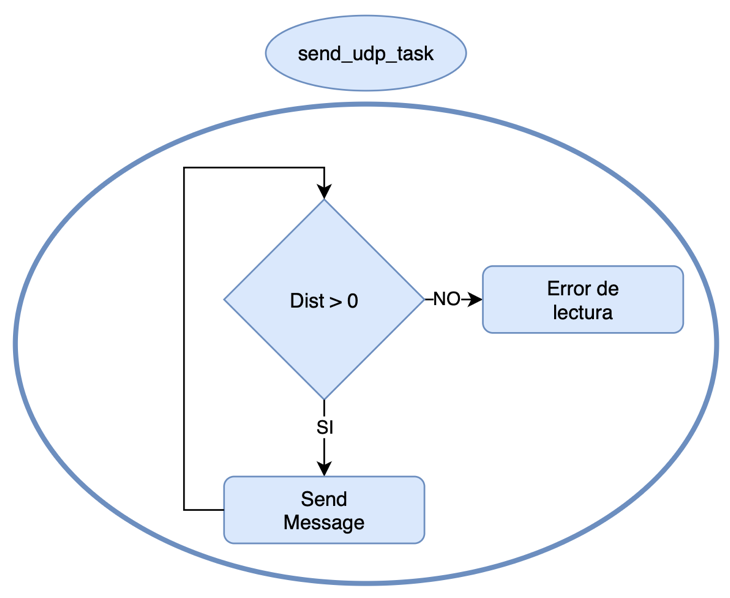 send_udp_task
Dist > 0
NO
Error de
lectura
SI
Send
Message